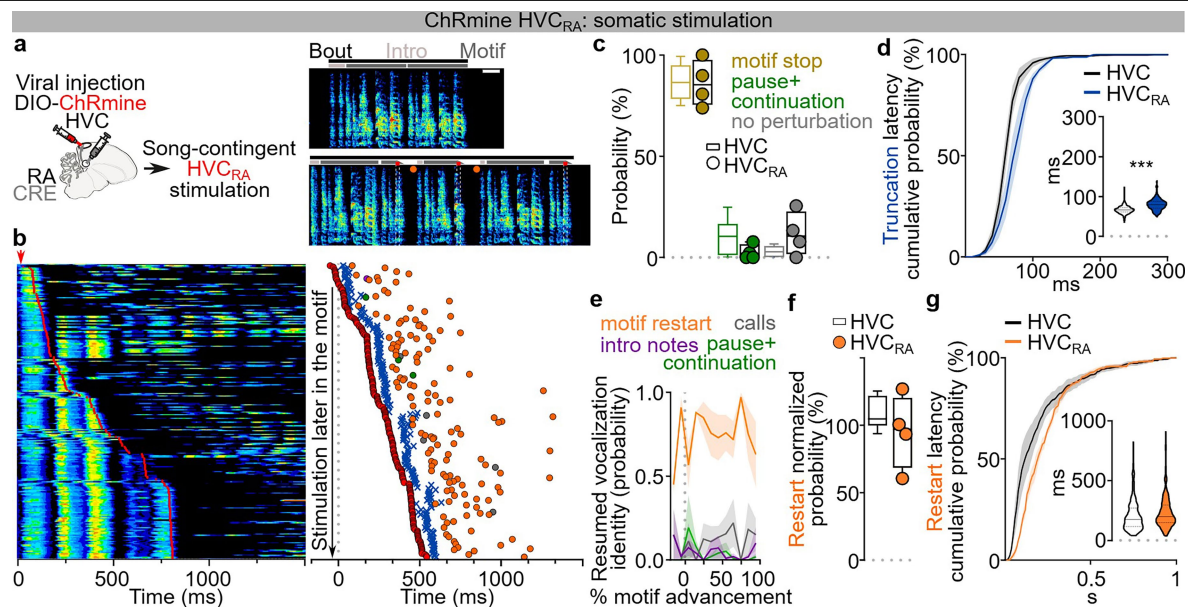 ChRmine HVCRA: somatic stimulation
a
Viral injection
DIO-ChRmine
HVC
RA
CRE
Song-contingent
HVCRA
stimulation
Bout Intro Motif
b
0 500 1000
Time (ms)
Stimulation later in the motif
0 500 1000
Time (ms)
c
Probability (%)
100
50
0
motif stop
pause+
continuation
no perturbation
HVC
HVCRA
d
Truncation latency
cumulative probability (%)
100
50
0
100 200 300
ms
HVC
HVCRA
ms
300
200
100
0
***
e
motif restart
calls
intro notes
pause+
continuation
Resumed vocalization
identity (probability)
1.0
0.5
0.0
0 50 100
% motif advancement
f
HVC
HVCRA
Restart normalized
probability (%)
100
50
0
g
HVC
HVCRA
Restart latency
cumulative probability (%)
100
50
0
0.5 1
s
ms
1000
500
0